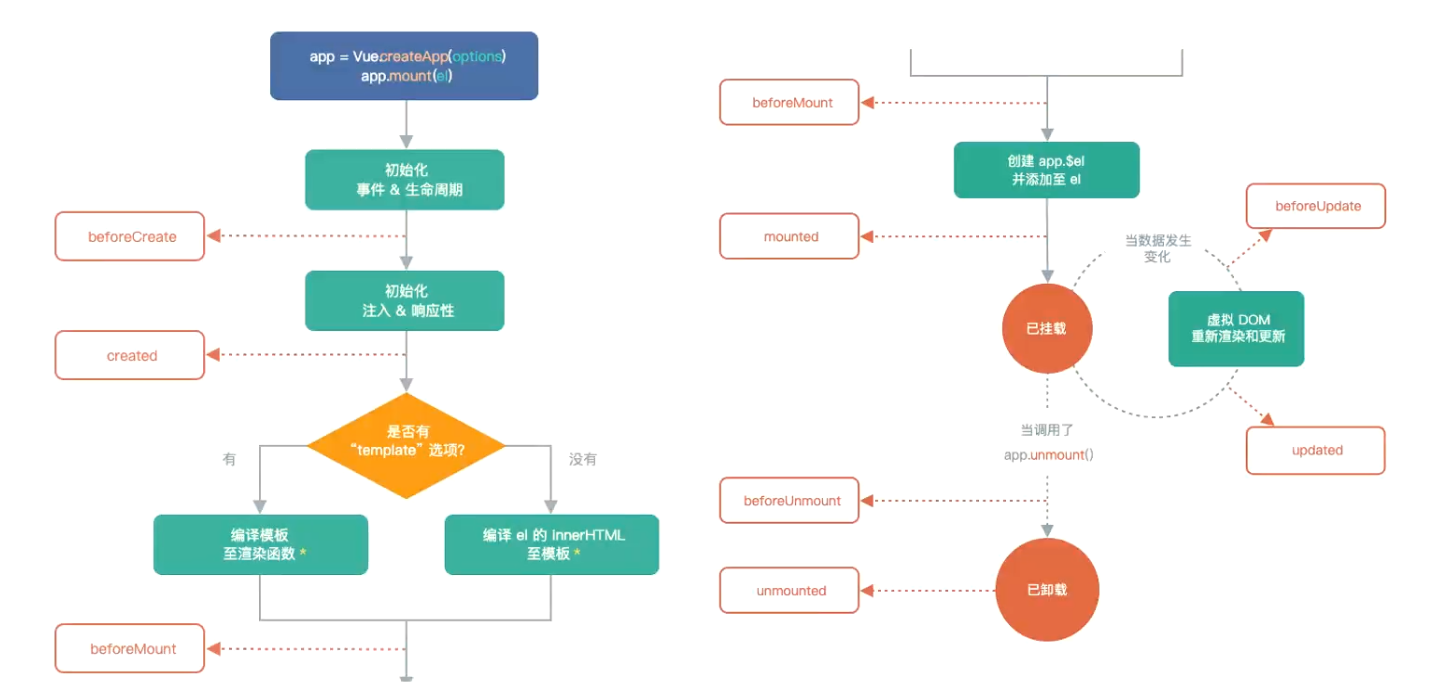 app = Vue.createApp(options)
app.mount(el)
初始化
事件 & 生命周期
beforeCreate
初始化
注入 & 响应性
created
是否有
“template”选项?
有
没有
编译模板
至渲染函数 *
编译 el 的 InnerHTML
至模板 *
beforeMount
beforeMount
创建 app.$el
并添加至 el
mounted
当数据发生
变化
beforeUpdate
已挂载
虚拟 DOM
重新渲染和更新
updated
当调用了
app.unmount()
beforeUnmount
unmounted
已卸载